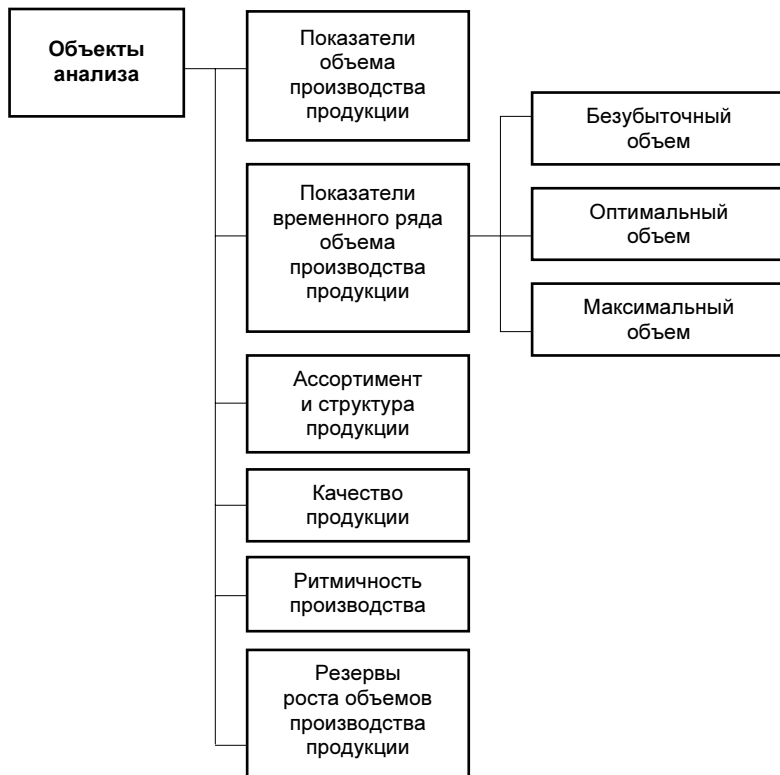 Объекты
анализа
Показатели
объема
производства
продукции
Показатели
временного ряда
объема
производства
продукции
Безубыточный
объем
Оптимальный
объем
Максимальный
объем
Ассортимент
и структура
продукции
Качество
продукции
Ритмичность
производства
Резервы
роста объемов
производства
продукции